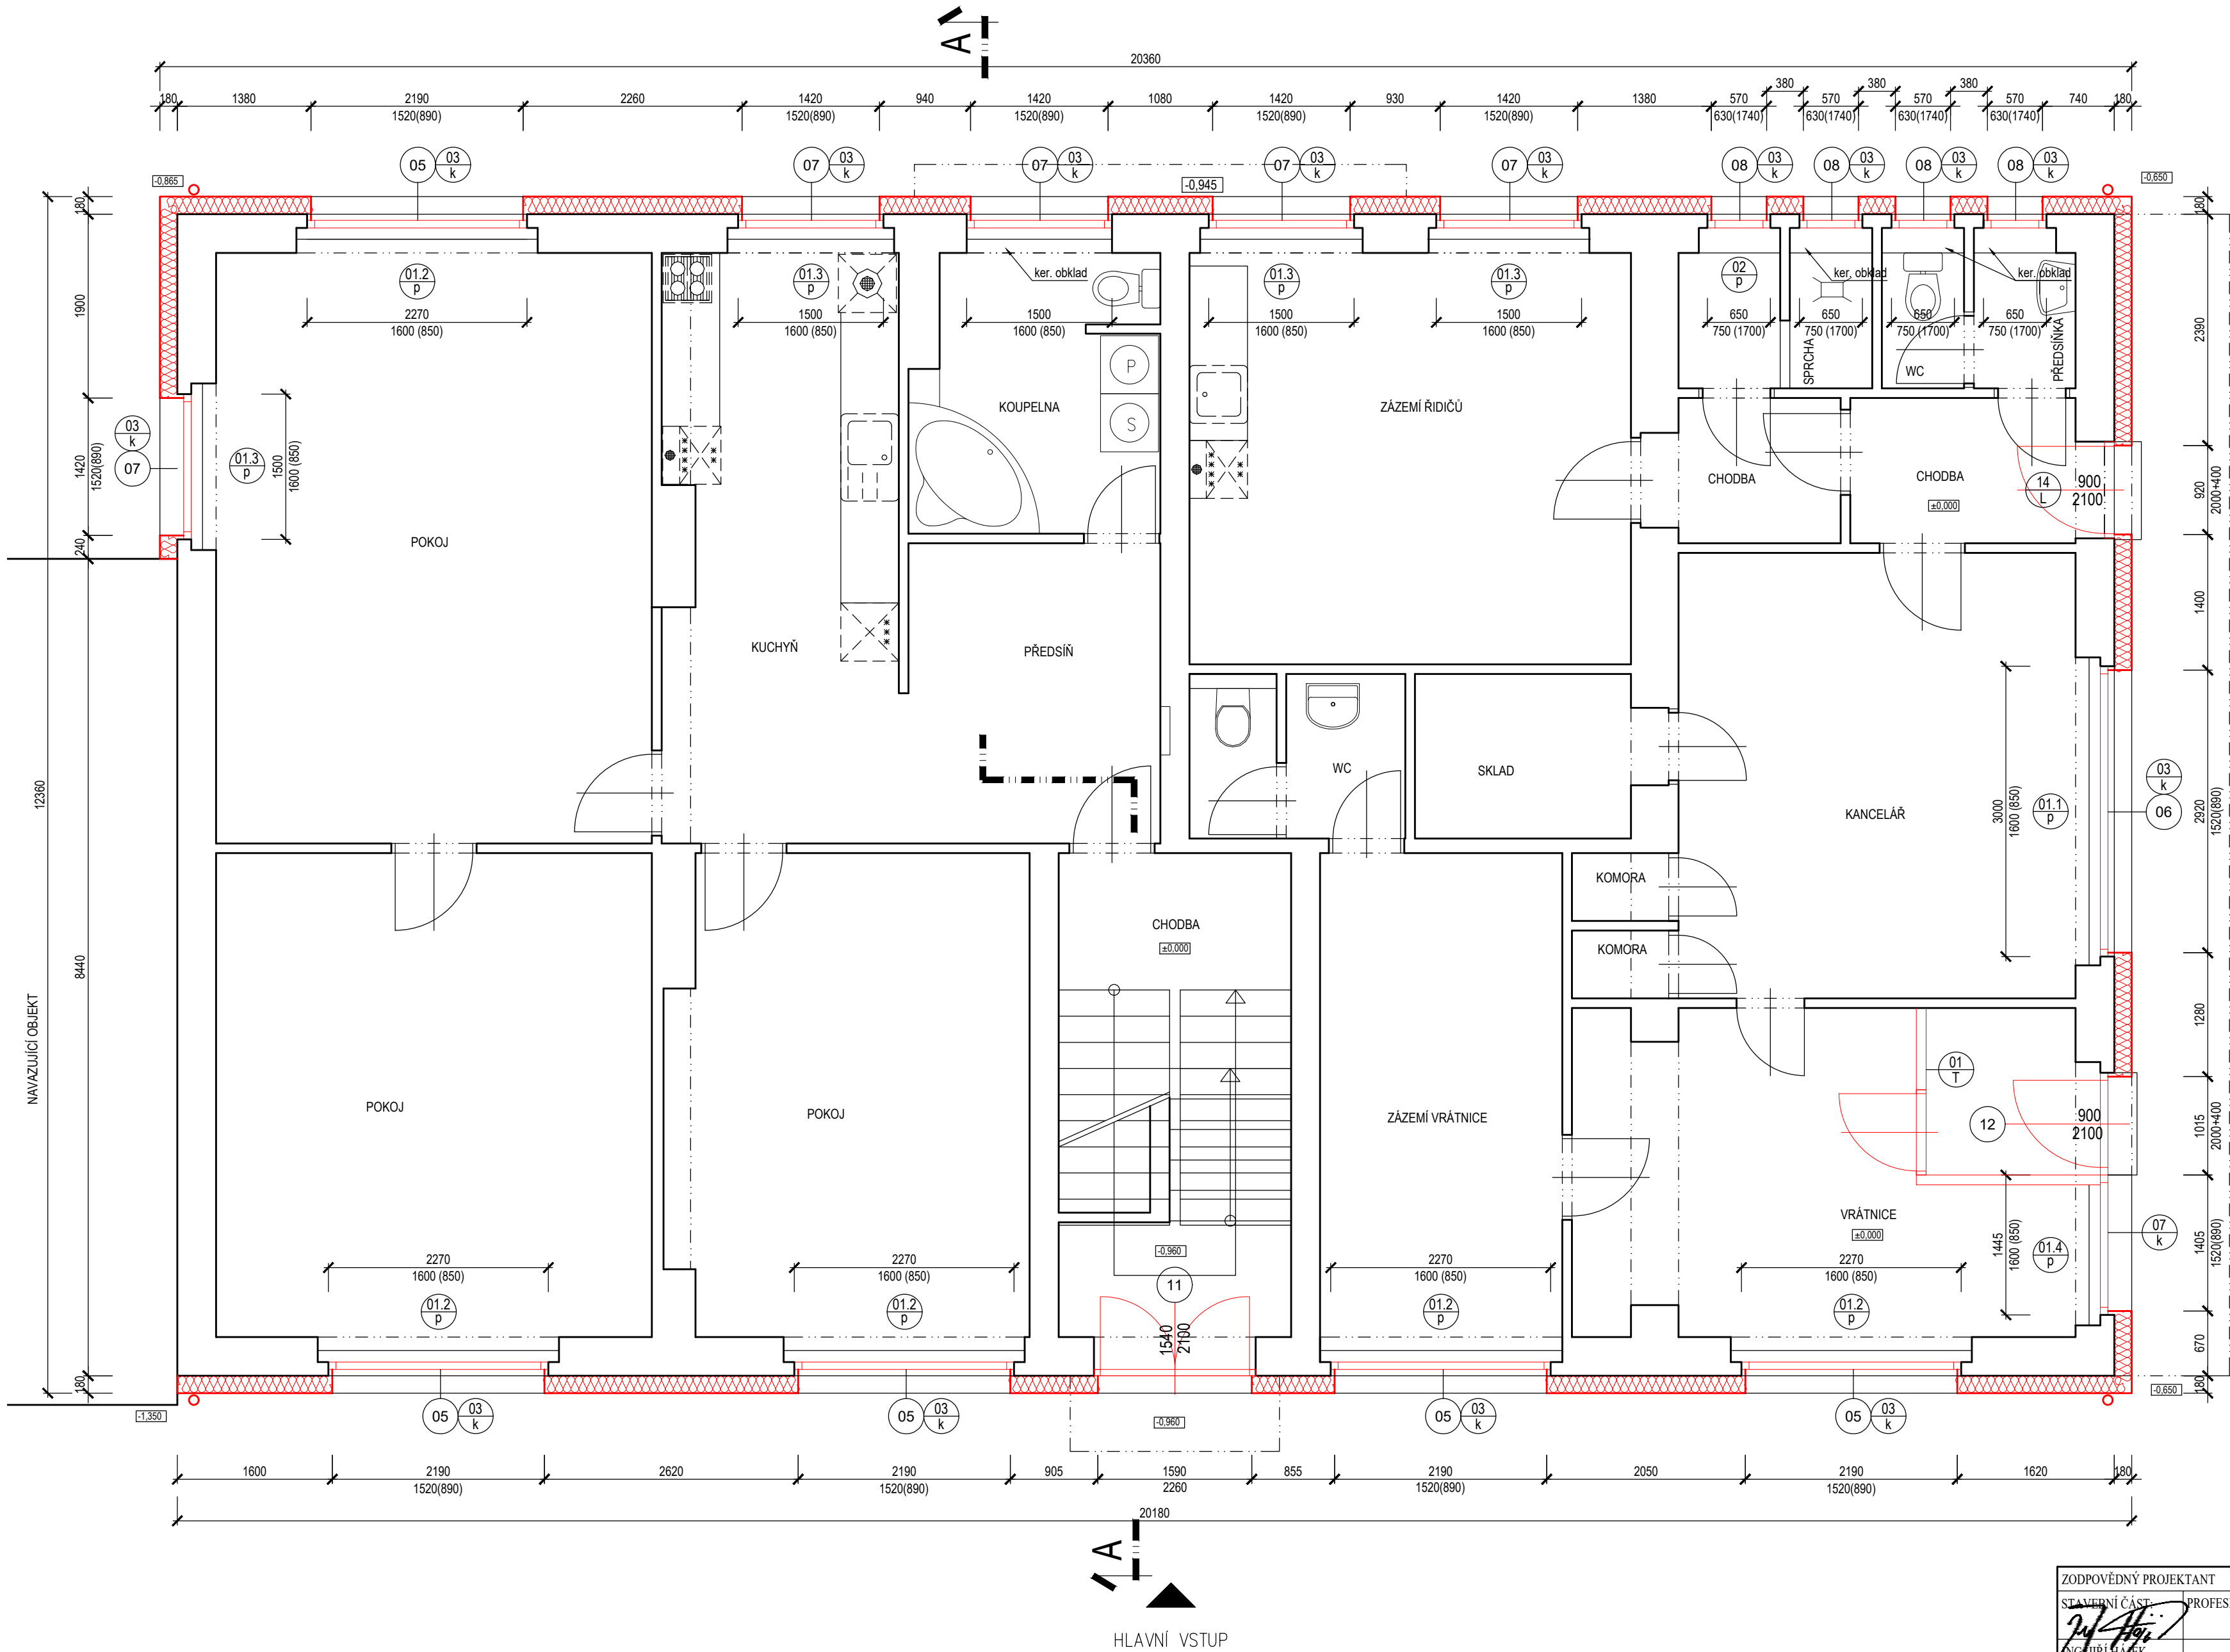 A
20360
180 1380 2190 2260 1420 940 1420 1080 1420 930 1420 1380 570 380 570 380 570 380 570 740 180
1520(890) 1520(890) 1520(890) 1520(890) 1520(890) 630(1740) 630(1740) 630(1740) 630(1740)
05 03 k 07 03 k 07 03 k 07 03 k 07 03 k 08 03 k 08 03 k 08 03 k 08 03 k
-0,865 -0,945 -0,650
01.2 p 01.3 p ker. obklad 01.3 p 01.3 p 02 p ker. obklad ker. obklad
2270 1500 1500 1500 1500 650 650 650 650
1600 (850) 1600 (850) 1600 (850) 1600 (850) 1600 (850) 750 (1700) 750 (1700) 750 (1700) 750 (1700)
SPRCHA WC PŘEDSÍŇKA
P
S
KOUPELNA ZÁZEMÍ ŘIDIČŮ
03 k 07 01.3 p 1500 1600 (850)
CHODBA CHODBA ±0,000 14 L 900 2100
POKOJ
KUCHYŇ PŘEDSÍŇ
WC SKLAD KANCELÁŘ
3000 1600 (850) 01.1 p 03 k 06
KOMORA
KOMORA
CHODBA
±0,000
POKOJ POKOJ ZÁZEMÍ VRÁTNICE
01 T
12 900 2100
VRÁTNICE
±0,000
1445 1600 (850) 01.4 p 07 k
-0,960
11
1540 2100
2270 2270 2270 2270
1600 (850) 1600 (850) 1600 (850) 1600 (850)
01.2 p 01.2 p 01.2 p 01.2 p
180 1900 1420 1520(890) 240 8440 180
12360
NAVAZUJÍCÍ OBJEKT
180 2390 920 2000+400 1400 2920 1520(890) 1280 1015 2000+400 1405 1520(890) 670 180
-1,350 -0,960 -0,650
05 03 k 05 03 k 05 03 k 05 03 k
1600 2190 2620 2190 905 1590 855 2190 2050 2190 1620 180
1520(890) 1520(890) 2260 1520(890) 1520(890)
20180
A
HLAVNÍ VSTUP
ZODPOVĚDNÝ PROJEKTANT
STAVEBNÍ ČÁST: PROFES
ING. JIŘÍ HÁJEK